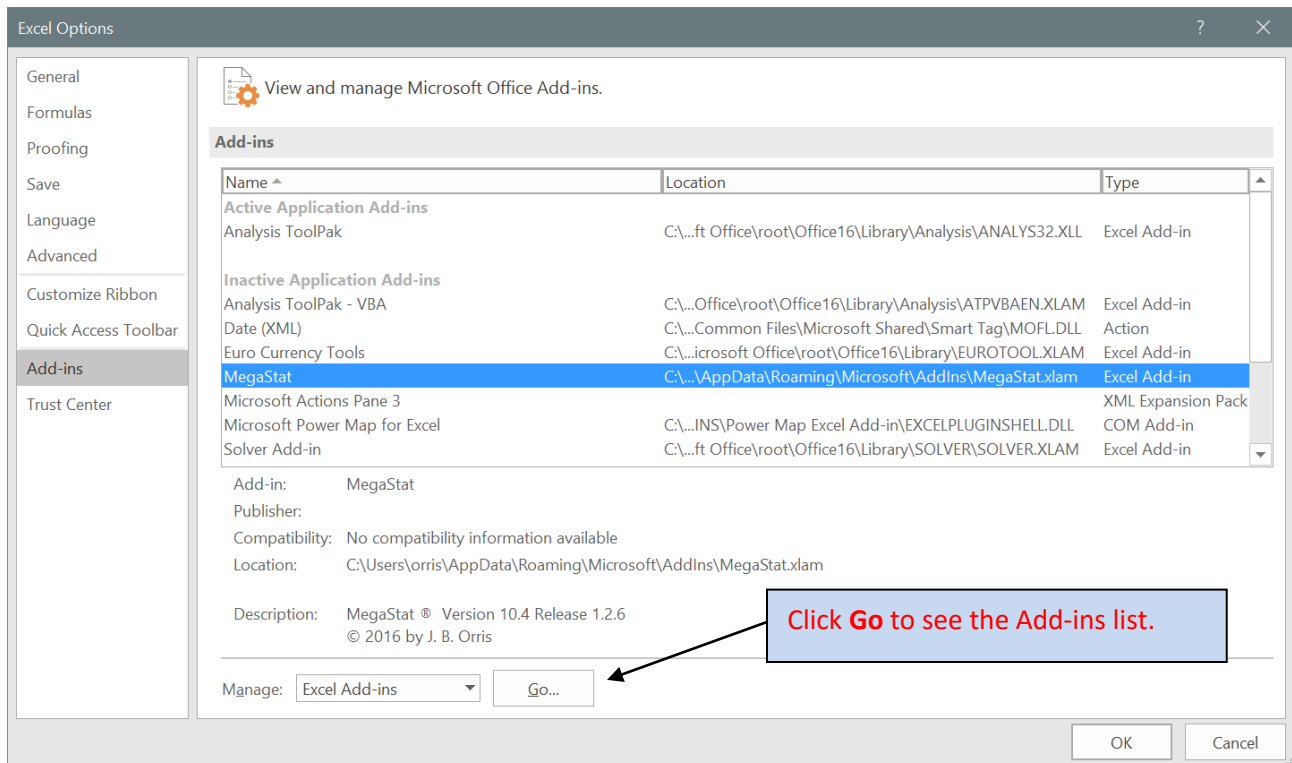 Excel Options
?
General
Formulas
Proofing
Save
Language
Advanced
Customize Ribbon
Quick Access Toolbar
Add-ins
Trust Center
View and manage Microsoft Office Add-ins.
Add-ins
Name Location Type
Active Application Add-ins
Analysis ToolPak C:\...ft Office\root\Office16\Library\Analysis\ANALYS32.XLL Excel Add-in
Inactive Application Add-ins
Analysis ToolPak - VBA C:\...Office\root\Office16\Library\Analysis\ATPVBAEN.XLAM Excel Add-in
Date (XML) C:\...Common Files\Microsoft Shared\Smart Tag\MOFL.DLL Action
Euro Currency Tools C:\...icrosoft Office\root\Office16\Library\EUROTOOL.XLAM Excel Add-in
MegaStat C:\...\AppData\Roaming\Microsoft\AddIns\MegaStat.xlam Excel Add-in
Microsoft Actions Pane 3 XML Expansion Pack
Microsoft Power Map for Excel C:\...INS\Power Map Excel Add-in\EXCELPLUGINSHELL.DLL COM Add-in
Solver Add-in C:\...ft Office\root\Office16\Library\SOLVER\SOLVER.XLAM Excel Add-in
Add-in: MegaStat
Publisher:
Compatibility: No compatibility information available
Location: C:\Users\orris\AppData\Roaming\Microsoft\AddIns\MegaStat.xlam
Description: MegaStat ® Version 10.4 Release 1.2.6
© 2016 by J. B. Orris
Click Go to see the Add-ins list.
Manage: Excel Add-ins Go...
OK Cancel